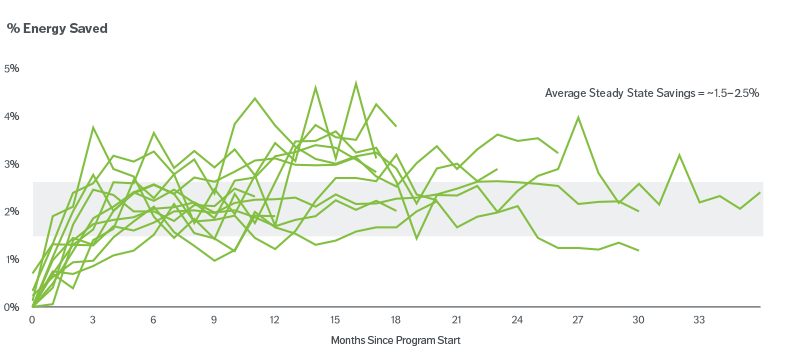 % Energy Saved
5%
Average Steady State Savings = ~1.5–2.5%
4%
3%
2%
1%
0%
0 3 6 9 12 15 18 21 24 27 30 33
Months Since Program Start